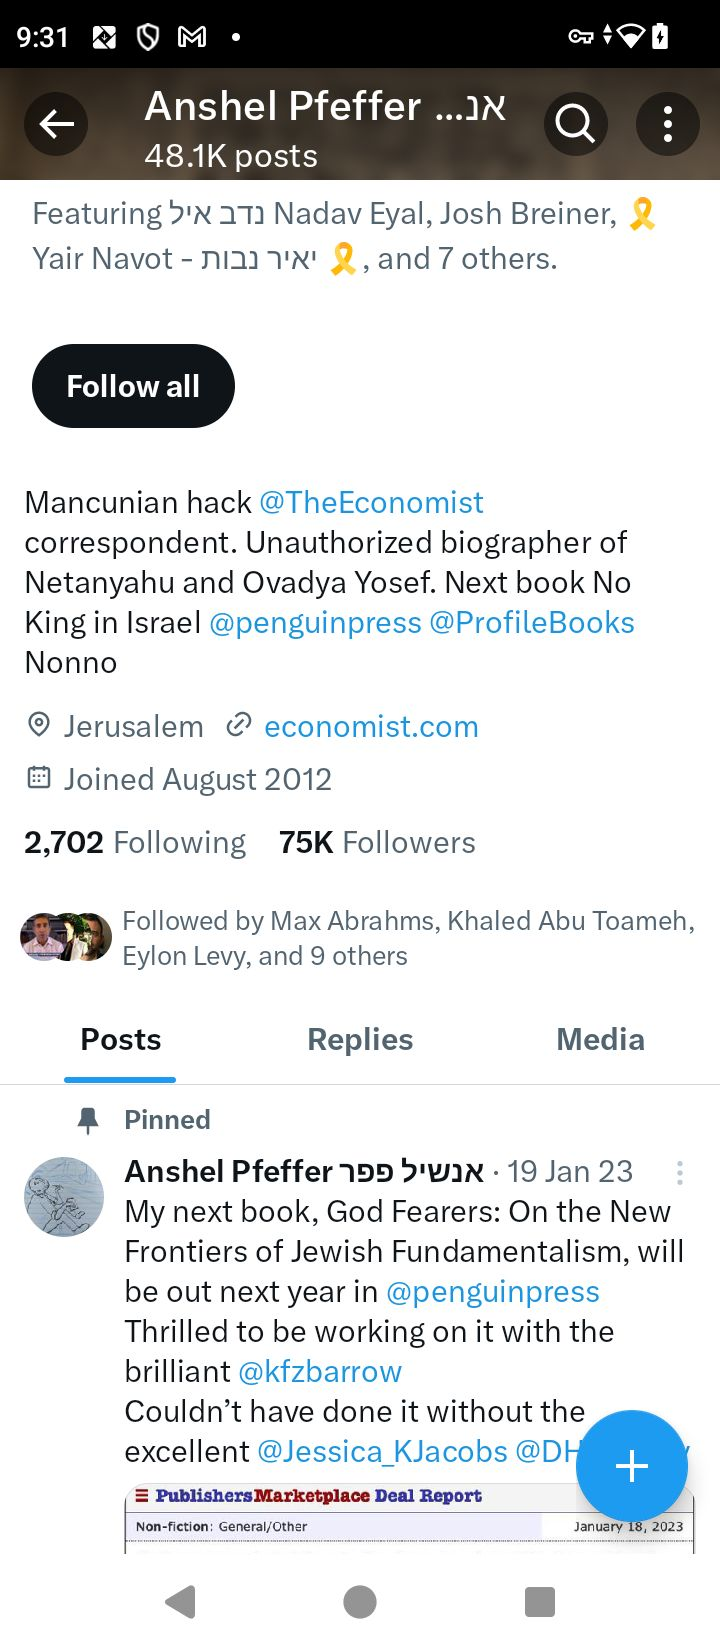 9:31
Anshel Pfeffer ...אנ
48.1K posts
Featuring נדב איל Nadav Eyal, Josh Breiner, 🎗️
Yair Navot - יאיר נבות 🎗️, and 7 others.
Follow all
Mancunian hack @TheEconomist
correspondent. Unauthorized biographer of
Netanyahu and Ovadya Yosef. Next book No
King in Israel @penguinpress @ProfileBooks
Nonno
Jerusalem economist.com
Joined August 2012
2,702 Following 75K Followers
Followed by Max Abrahms, Khaled Abu Toameh,
Eylon Levy, and 9 others
Posts Replies Media
Pinned
Anshel Pfeffer אנשיל פפר · 19 Jan 23
My next book, God Fearers: On the New
Frontiers of Jewish Fundamentalism, will
be out next year in @penguinpress
Thrilled to be working on it with the
brilliant @kfzbarrow
Couldn’t have done it without the
excellent @Jessica_KJacobs
PublishersMarketplace Deal Report
Non-fiction: General/Other January 18, 2023